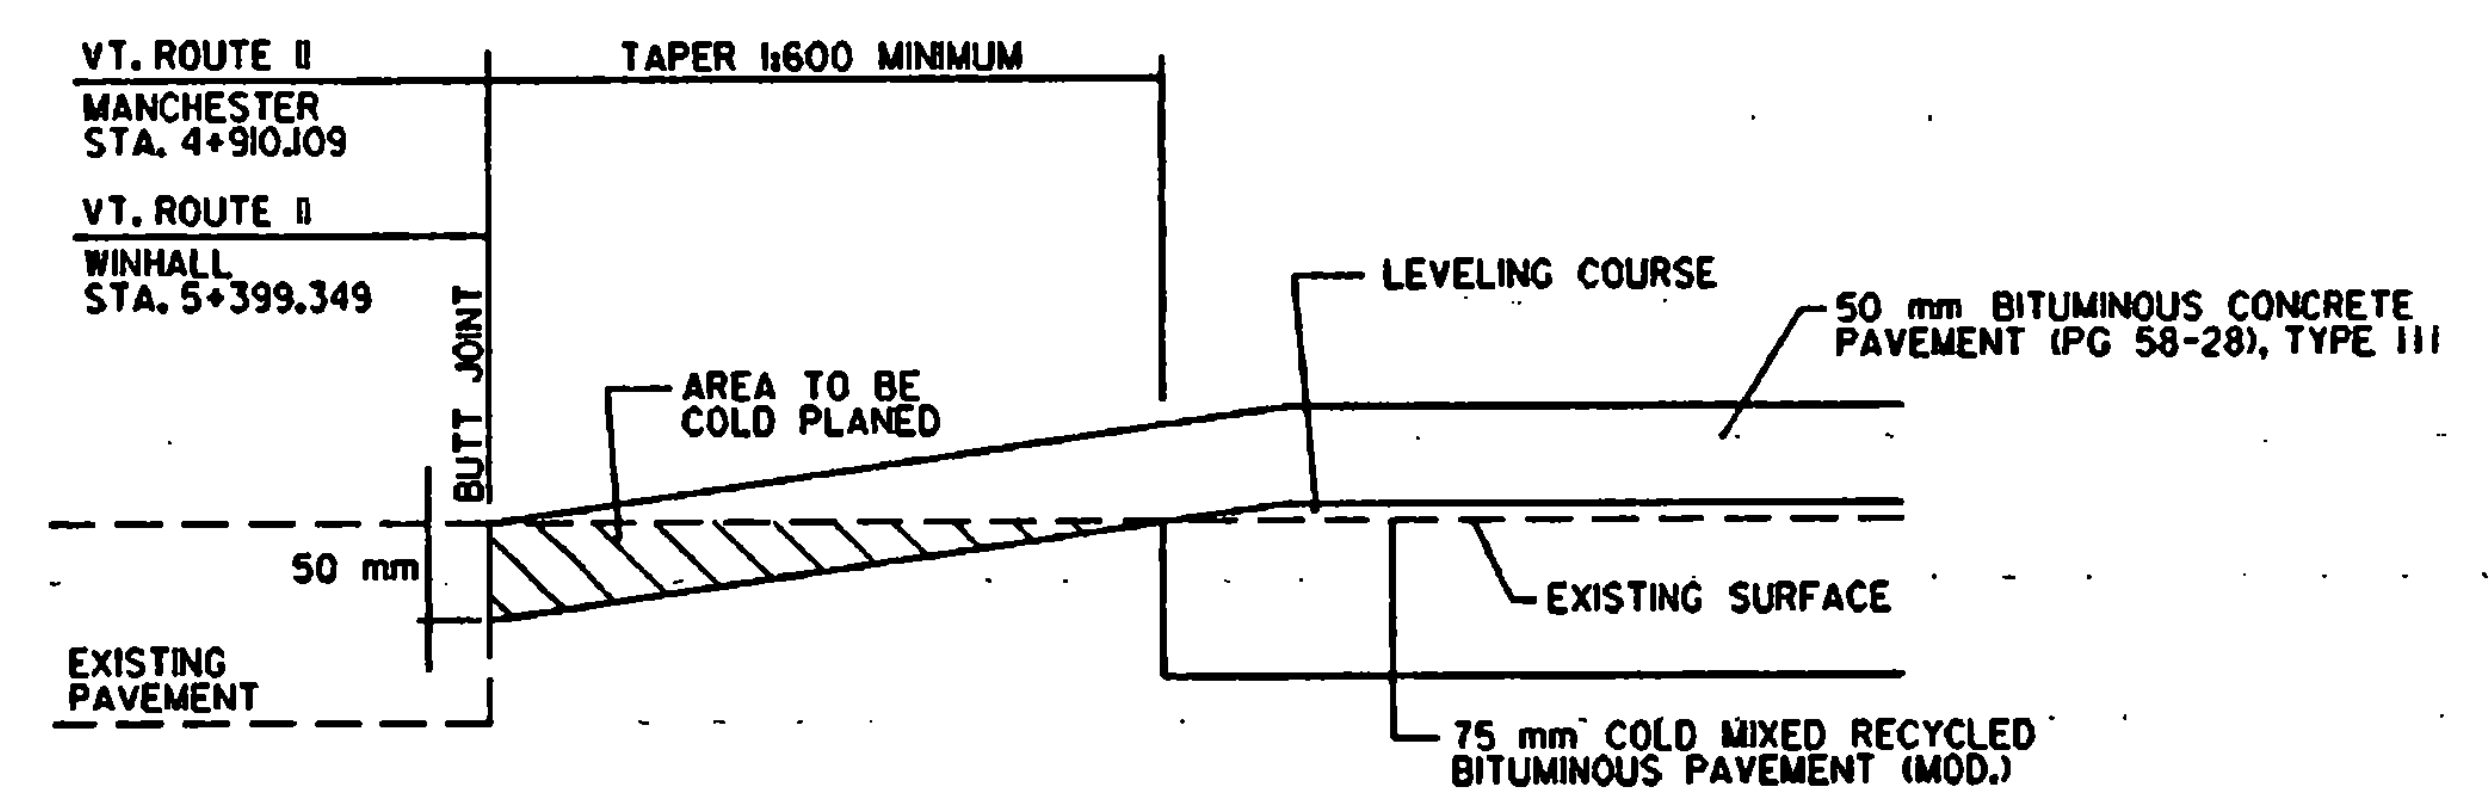 VT. ROUTE 11
TAPER 1:600 MINIMUM
MANCHESTER
STA. 4+910.109
VT. ROUTE 11
WINHALL
STA. 5+399.349
BUTT JOINT
LEVELING COURSE
50 mm BITUMINOUS CONCRETE
PAVEMENT (PG 58-28), TYPE III
AREA TO BE
COLD PLANED
50 mm
EXISTING SURFACE
EXISTING
PAVEMENT
75 mm COLD MIXED RECYCLED
BITUMINOUS PAVEMENT (MOD.)